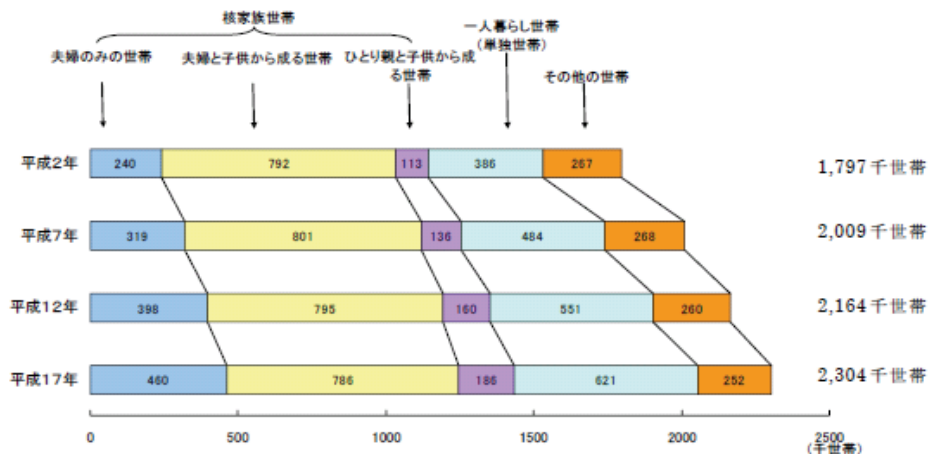 核家族世帯
一人暮らし世帯
(単独世帯)
夫婦のみの世帯
夫婦と子供から成る世帯
ひとり親と子供から成
る世帯
その他の世帯
平成2年 240 792 113 386 267 1,797千世帯
平成7年 319 801 136 484 268 2,009千世帯
平成12年 398 795 160 551 260 2,164千世帯
平成17年 460 786 186 621 252 2,304千世帯
0 500 1000 1500 2000 2500
(千世帯)